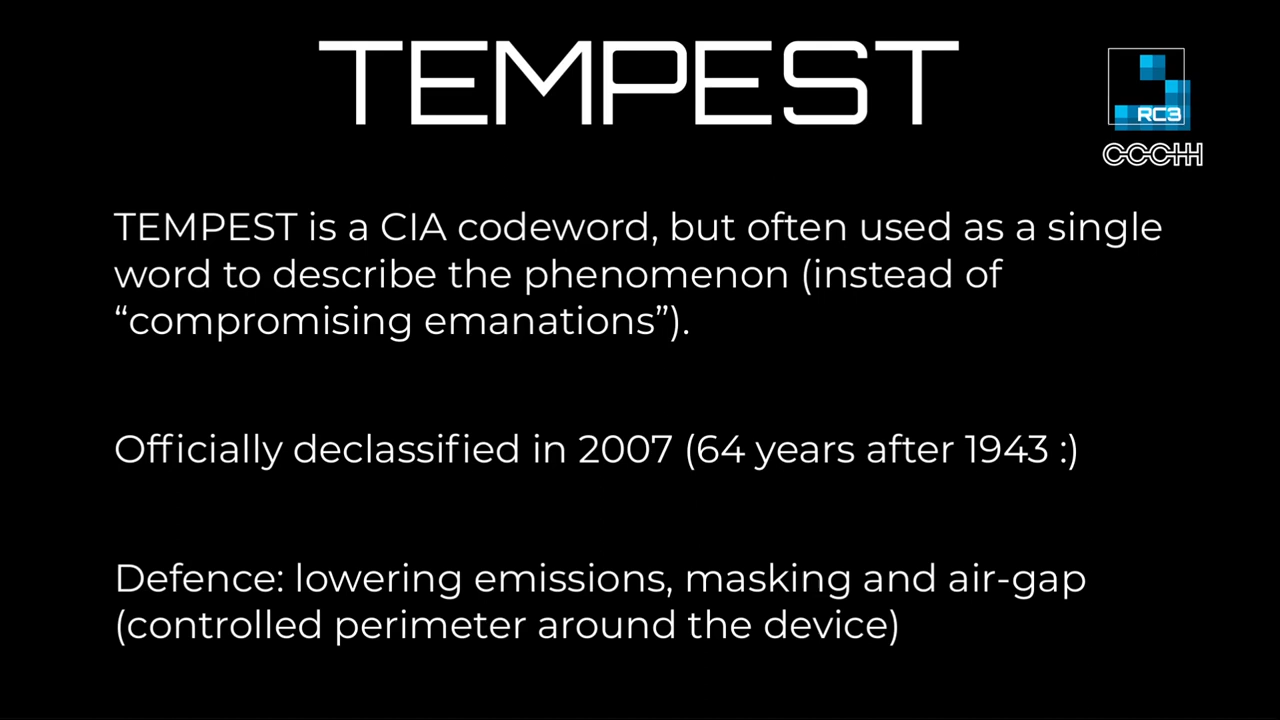 TEMPEST
RC3
CCCHH
TEMPEST is a CIA codeword, but often used as a single
word to describe the phenomenon (instead of
“compromising emanations”).
Officially declassified in 2007 (64 years after 1943 :)
Defence: lowering emissions, masking and air-gap
(controlled perimeter around the device)